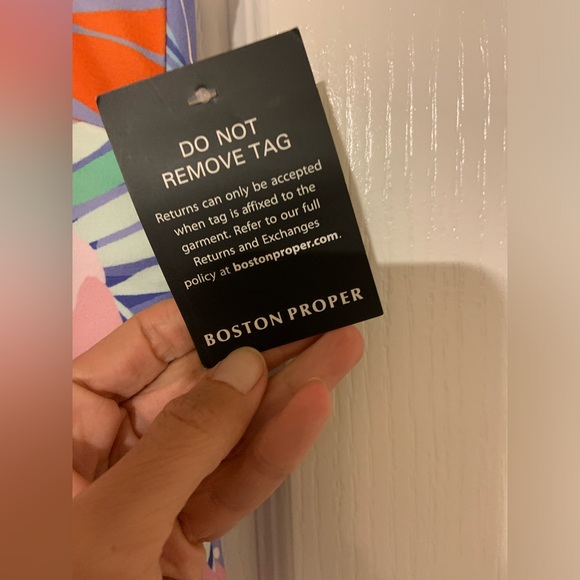 DO NOT
REMOVE TAG
Returns can only be accepted
when tag is affixed to the
garment. Refer to our full
Returns and Exchanges
policy at bostonproper.com.
BOSTON PROPER